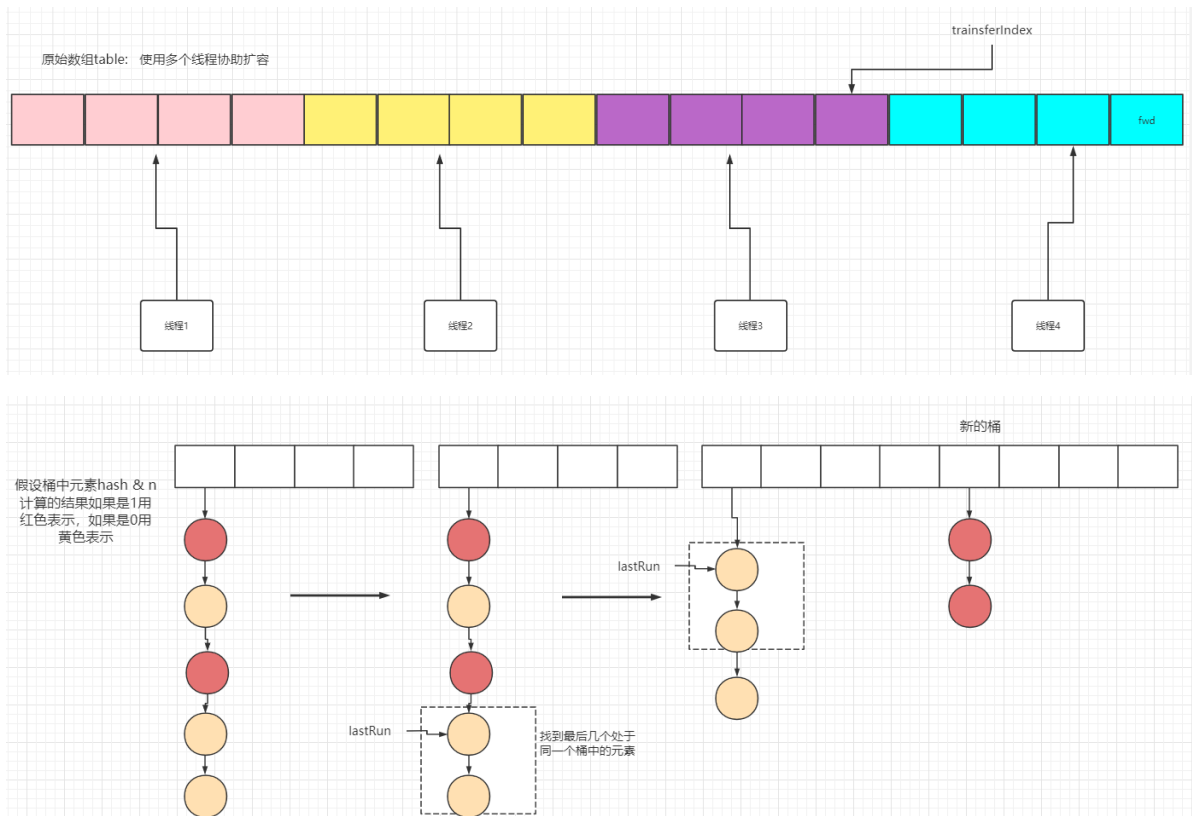 trainsferIndex
原始数组table: 使用多个线程协助扩容
fwd
线程1
线程2
线程3
线程4
新的桶
假设桶中元素hash & n
计算的结果如果是1用
红色表示，如果是0用
黄色表示
lastRun
lastRun
找到最后几个处于
同一个桶中的元素